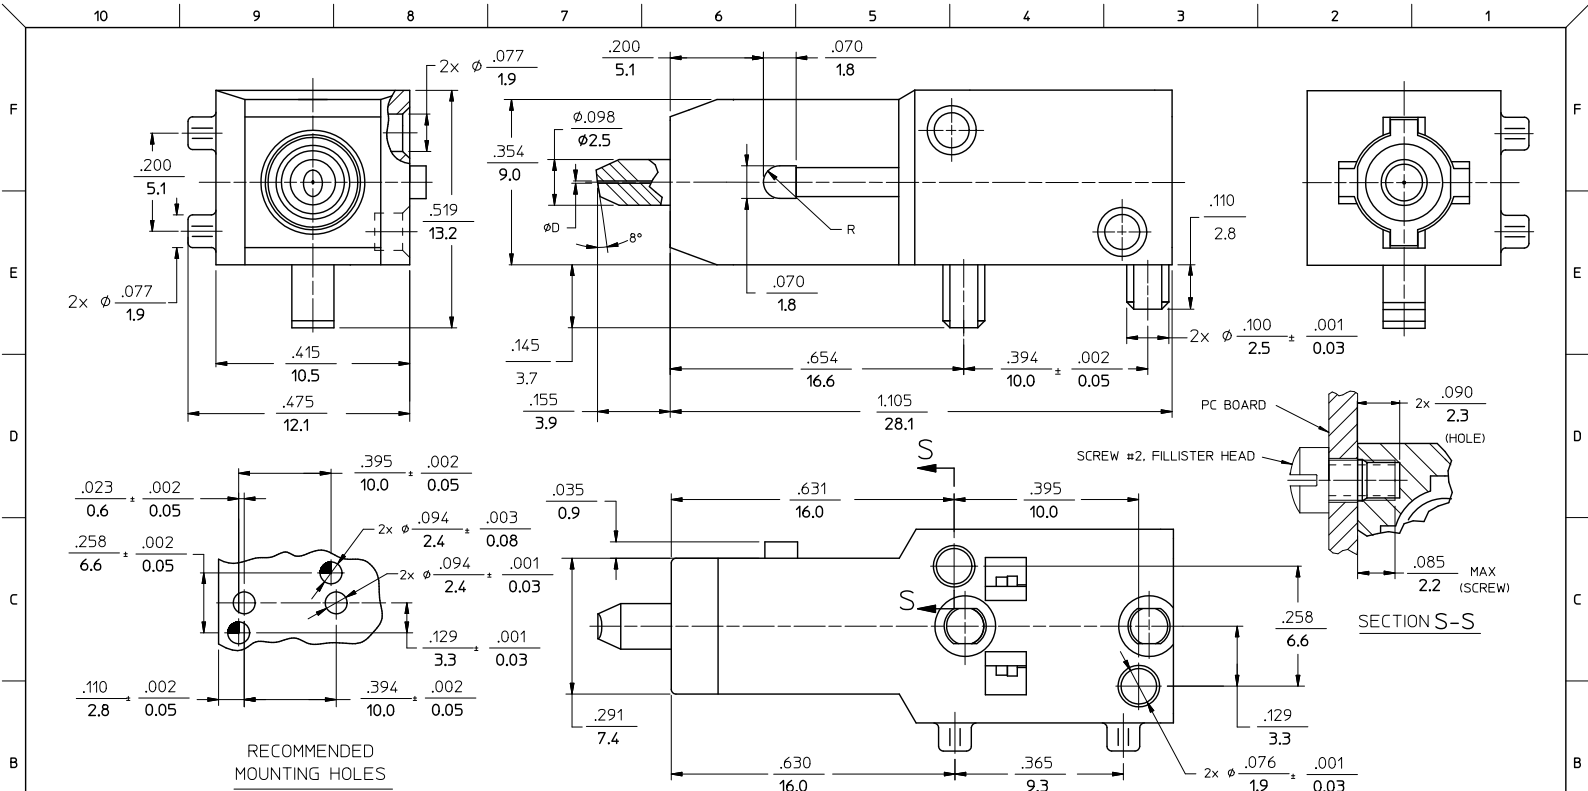 10 9 8 7 6 5 4 3 2 1
F F
E E
D D
C C
B B
2x Ø .077
1.9
.200
5.1
.519
13.2
2x Ø .077
1.9
.415
10.5
.475
12.1
.200
5.1
.070
1.8
Ø.098
Ø2.5
.354
9.0
ØD
8°
R
.070
1.8
.110
2.8
.145
3.7
.155
3.9
.654
16.6
.394 ± .002
10.0 0.05
1.105
28.1
2x Ø .100 ± .001
2.5 0.03
PC BOARD
2x .090
2.3
(HOLE)
SCREW #2, FILLISTER HEAD
.085 MAX
2.2 (SCREW)
SECTION S-S
.395 ± .002
10.0 0.05
.023 ± .002
0.6 0.05
2x Ø .094 ± .003
2.4 0.08
.258 ± .002
6.6 0.05
2x Ø .094 ± .001
2.4 0.03
.129 ± .001
3.3 0.03
.110 ± .002
2.8 0.05
.394 ± .002
10.0 0.05
RECOMMENDED
MOUNTING HOLES
S
S
.035
0.9
.631
16.0
.395
10.0
.258
6.6
.291
7.4
.129
3.3
.630
16.0
.365
9.3
2x Ø .076 ± .001
1.9 0.03